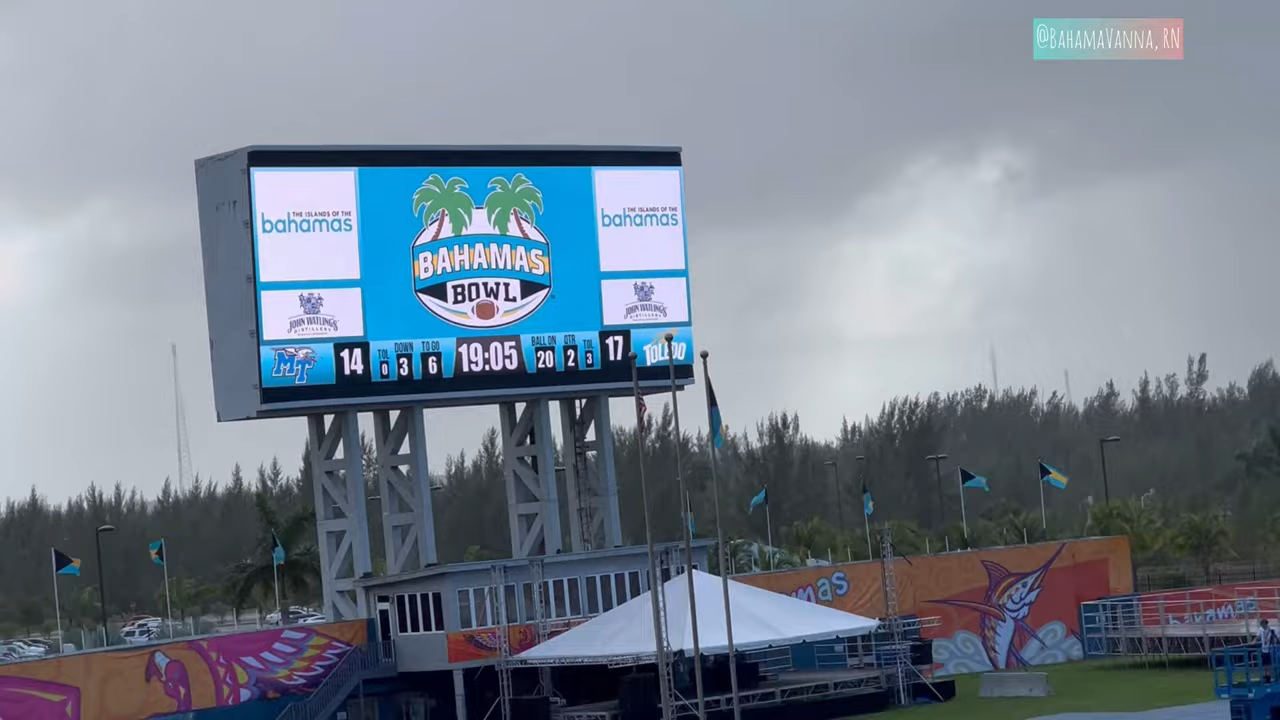 @BAHAMAVANNA, RN
THE ISLANDS OF THE
bahamas
THE ISLANDS OF THE
bahamas
BAHAMAS
BOWL
JOHN WATLING'S
DISTILLERY
JOHN WATLING'S
DISTILLERY
MT 14 TOL 0 DOWN 3 TO GO 6 19:05 BALL ON 20 QTR 2 TOL 3 17 TOLEDO
bahamas